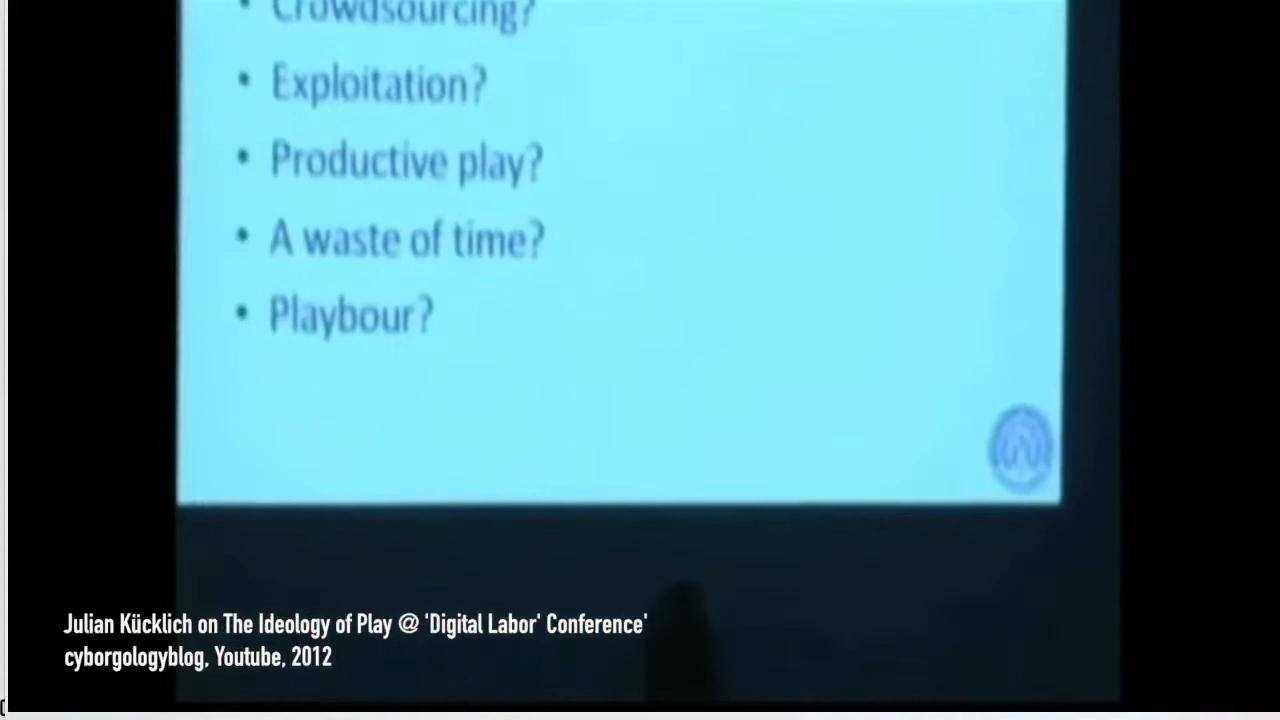 • Crowdsourcing?
• Exploitation?
• Productive play?
• A waste of time?
• Playbour?
Julian Kücklich on The Ideology of Play @ 'Digital Labor' Conference'
cyborgologyblog, Youtube, 2012